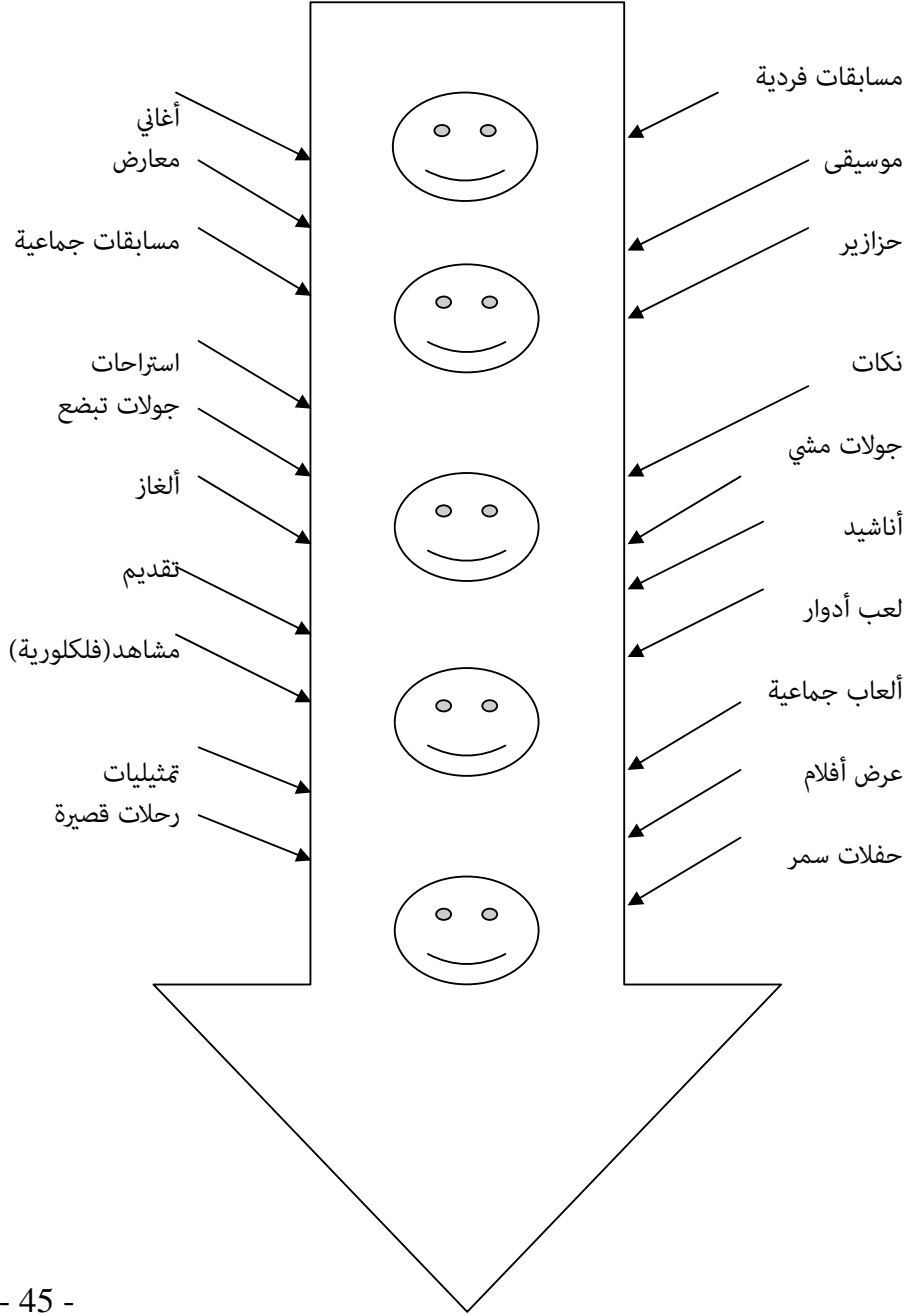 مسابقات فردية
موسيقى
حزازير
نكات
جولات مشي
أناشيد
لعب أدوار
ألعاب جماعية
عرض أفلام
حفلات سمر
أغاني
معارض
مسابقات جماعية
استراحات
جولات تبضع
ألغاز
تقديم
مشاهد(فلكلورية)
تمثيليات
رحلات قصيرة
- 45 -